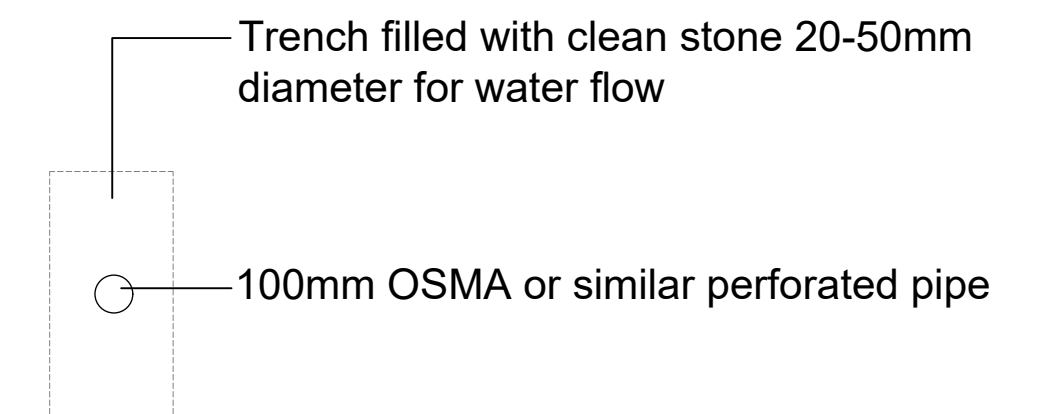 Trench filled with clean stone 20-50mm
diameter for water flow
100mm OSMA or similar perforated pipe